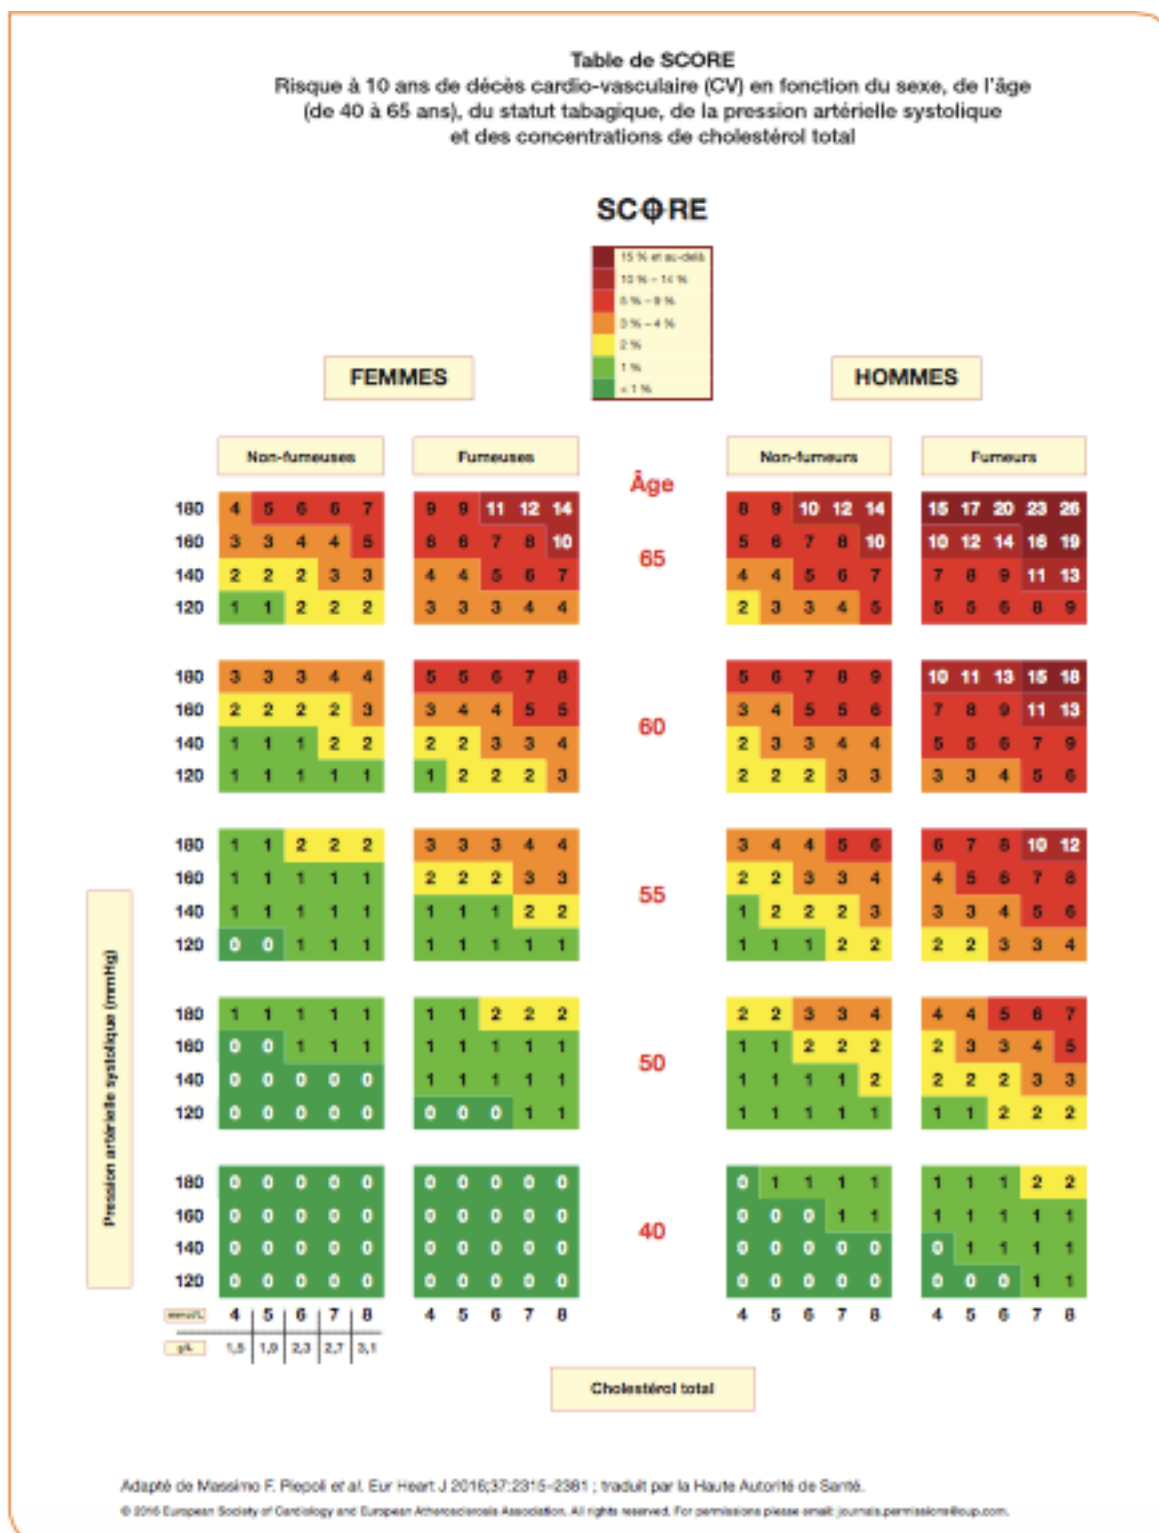 Table de SCORE
Risque à 10 ans de décès cardio-vasculaire (CV) en fonction du sexe, de l'âge
(de 40 à 65 ans), du statut tabagique, de la pression artérielle systolique
et des concentrations de cholestérol total
SCORE
15 % et au-delà
10 % – 14 %
5 % – 9 %
3 % – 4 %
2 %
1 %
< 1 %
FEMMES HOMMES
Non-fumeuses Fumeuses Non-fumeurs Fumeurs
Âge
180 4 5 6 6 7 9 9 11 12 14 8 9 10 12 14 15 17 20 23 26
160 3 3 4 4 5 6 6 7 8 10 5 6 7 8 10 10 12 14 16 19
65
140 2 2 2 3 3 4 4 5 6 7 4 4 5 6 7 7 8 9 11 13
120 1 1 2 2 2 3 3 3 4 4 2 3 3 4 5 5 5 6 8 9
180 3 3 3 4 4 5 5 6 7 8 5 6 7 8 9 10 11 13 15 18
160 2 2 2 2 3 3 4 4 5 5 3 4 5 5 6 7 8 9 11 13
60
140 1 1 1 2 2 2 2 3 3 4 2 3 3 4 4 5 5 6 7 9
120 1 1 1 1 1 1 2 2 2 3 2 2 2 3 3 3 3 4 5 6
180 1 1 2 2 2 3 3 3 4 4 3 4 4 5 6 6 7 8 10 12
160 1 1 1 1 1 2 2 2 3 3 2 2 3 3 4 4 5 6 7 8
55
140 1 1 1 1 1 1 1 1 2 2 1 2 2 2 3 3 3 4 5 6
120 0 0 1 1 1 1 1 1 1 1 1 1 1 2 2 2 2 3 3 4
180 1 1 1 1 1 1 1 2 2 2 2 2 3 3 4 4 4 5 6 7
160 0 0 1 1 1 1 1 1 1 1 1 1 2 2 2 2 3 3 4 5
50
140 0 0 0 0 0 1 1 1 1 1 1 1 1 1 2 2 2 2 3 3
120 0 0 0 0 0 0 0 0 1 1 1 1 1 1 1 1 1 2 2 2
180 0 0 0 0 0 0 0 0 0 0 0 1 1 1 1 1 1 1 2 2
160 0 0 0 0 0 0 0 0 0 0 0 0 0 1 1 1 1 1 1 1
40
140 0 0 0 0 0 0 0 0 0 0 0 0 0 0 0 0 1 1 1 1
120 0 0 0 0 0 0 0 0 0 0 0 0 0 0 0 0 0 0 1 1
Pression artérielle systolique (mmHg)
mmol/L 4 5 6 7 8 4 5 6 7 8 4 5 6 7 8 4 5 6 7 8
g/L 1,5 1,9 2,3 2,7 3,1
Cholestérol total
Adapté de Massimo F. Piepoli et al. Eur Heart J 2016;37:2315–2381 ; traduit par la Haute Autorité de Santé.
© 2016 European Society of Cardiology and European Atherosclerosis Association. All rights reserved. For permissions please email: journals.permissions@oup.com.